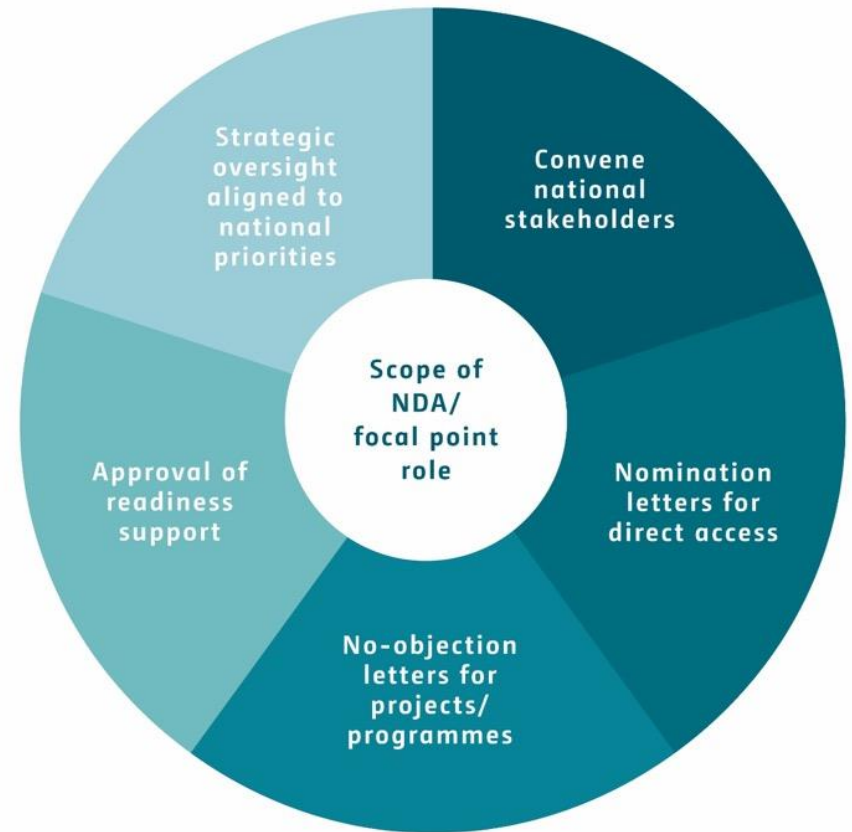 Strategic
oversight
aligned to
national
priorities
Convene
national
stakeholders
Scope of
NDA/
focal point
role
Approval of
readiness
support
Nomination
letters for
direct access
No-objection
letters for
projects/
programmes